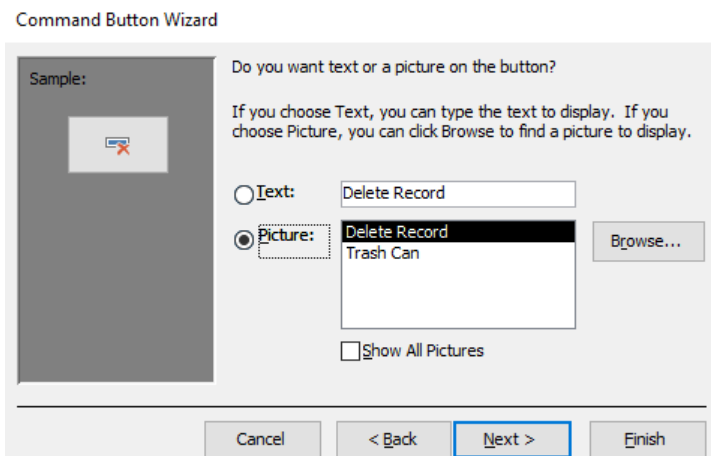 Command Button Wizard
Sample:
Do you want text or a picture on the button?
If you choose Text, you can type the text to display. If you
choose Picture, you can click Browse to find a picture to display.
Text:
Delete Record
Picture:
Delete Record
Trash Can
Browse...
Show All Pictures
Cancel
< Back
Next >
Finish